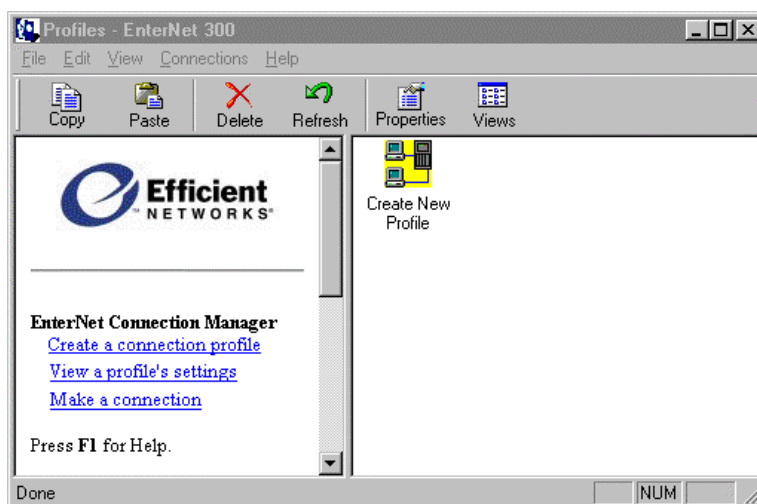 Profiles - EnterNet 300
File Edit View Connections Help
Copy Paste Delete Refresh Properties Views
Efficient
NETWORKS
EnterNet Connection Manager
Create a connection profile
View a profile's settings
Make a connection
Press F1 for Help.
Create New
Profile
Done NUM